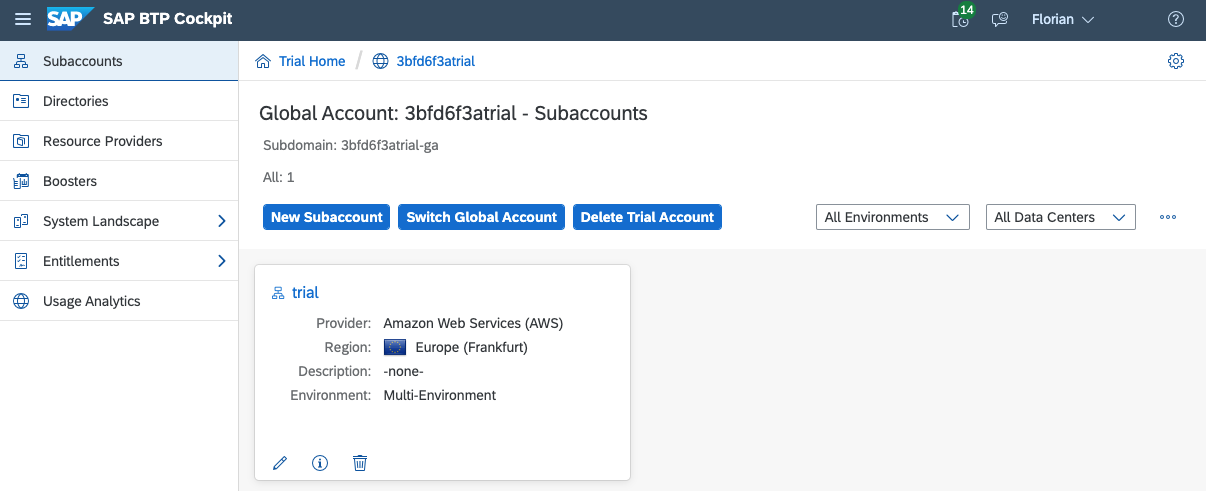 SAP SAP BTP Cockpit 14 Florian
Subaccounts
Directories
Resource Providers
Boosters
System Landscape
Entitlements
Usage Analytics
Trial Home / 3bfd6f3atrial
Global Account: 3bfd6f3atrial - Subaccounts
Subdomain: 3bfd6f3atrial-ga
All: 1
New Subaccount Switch Global Account Delete Trial Account All Environments All Data Centers
trial
Provider: Amazon Web Services (AWS)
Region: Europe (Frankfurt)
Description: -none-
Environment: Multi-Environment